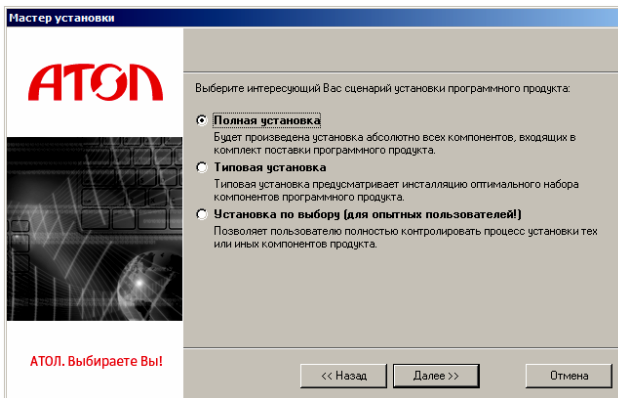 Мастер установки
АТОЛ
Выберите интересующий Вас сценарий установки программного продукта:
Полная установка
Будет произведена установка абсолютно всех компонентов, входящих в
комплект поставки программного продукта.
Типовая установка
Типовая установка предусматривает инсталляцию оптимального набора
компонентов программного продукта.
Установка по выбору (для опытных пользователей!)
Позволяет пользователю полностью контролировать процесс установки тех
или иных компонентов продукта.
АТОЛ. Выбираете Вы!
<< Назад
Далее >>
Отмена